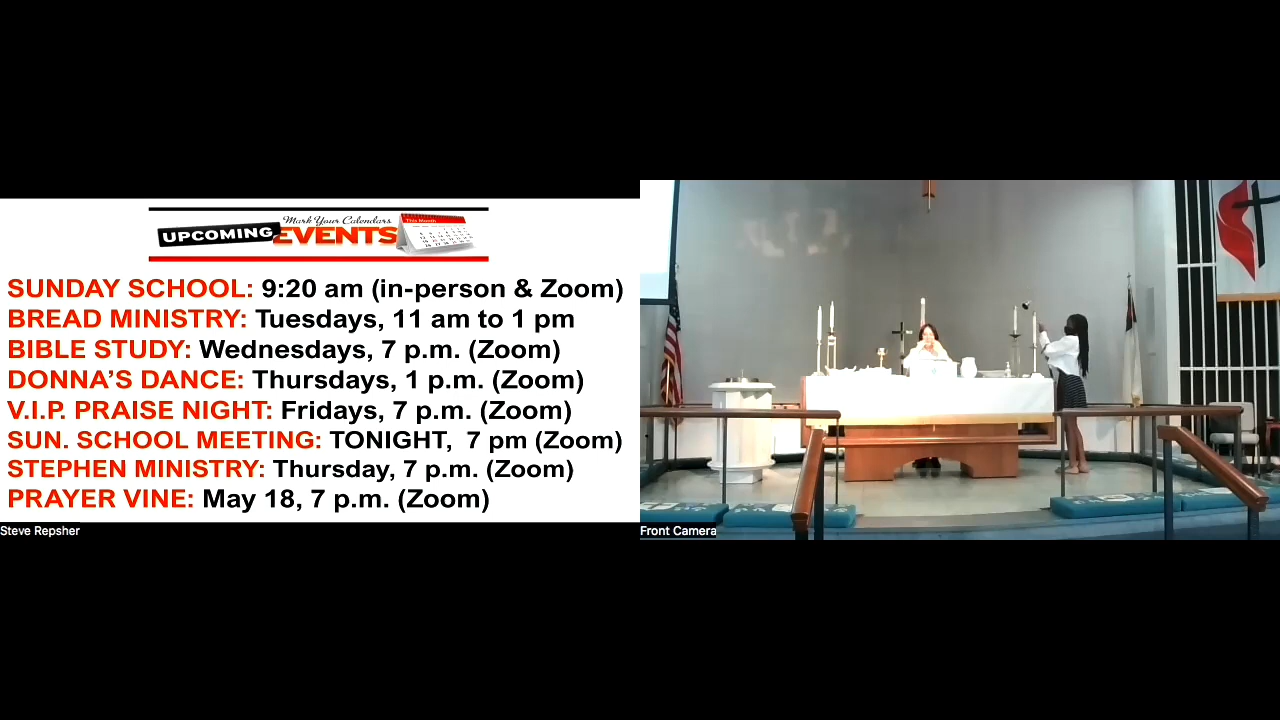 Mark Your Calendars
UPCOMING EVENTS
This Month
SUNDAY SCHOOL: 9:20 am (in-person & Zoom)
BREAD MINISTRY: Tuesdays, 11 am to 1 pm
BIBLE STUDY: Wednesdays, 7 p.m. (Zoom)
DONNA'S DANCE: Thursdays, 1 p.m. (Zoom)
V.I.P. PRAISE NIGHT: Fridays, 7 p.m. (Zoom)
SUN. SCHOOL MEETING: TONIGHT, 7 pm (Zoom)
STEPHEN MINISTRY: Thursday, 7 p.m. (Zoom)
PRAYER VINE: May 18, 7 p.m. (Zoom)
Steve Repsher
Front Camera